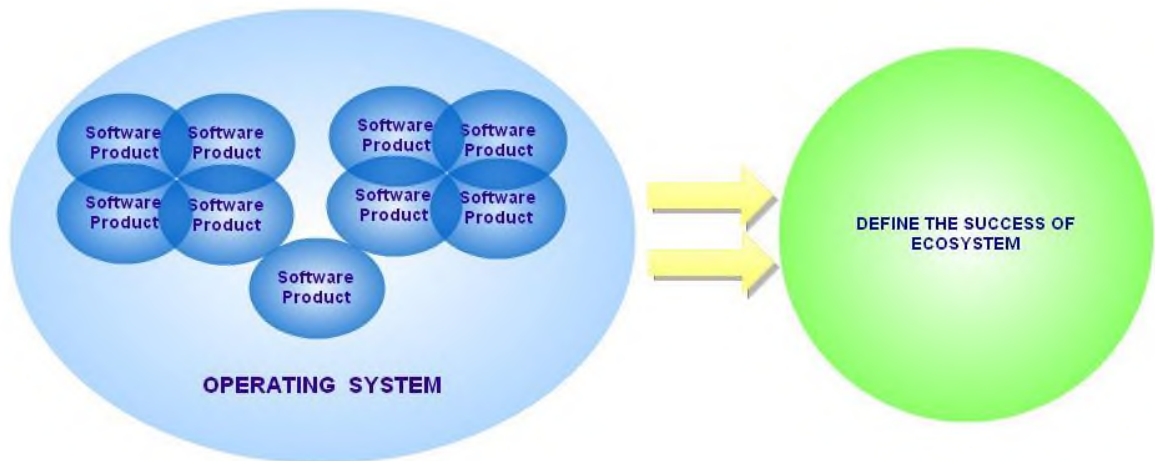 Software
Product
Software
Product
Software
Product
Software
Product
Software
Product
Software
Product
Software
Product
Software
Product
Software
Product
OPERATING SYSTEM
DEFINE THE SUCCESS OF
ECOSYSTEM